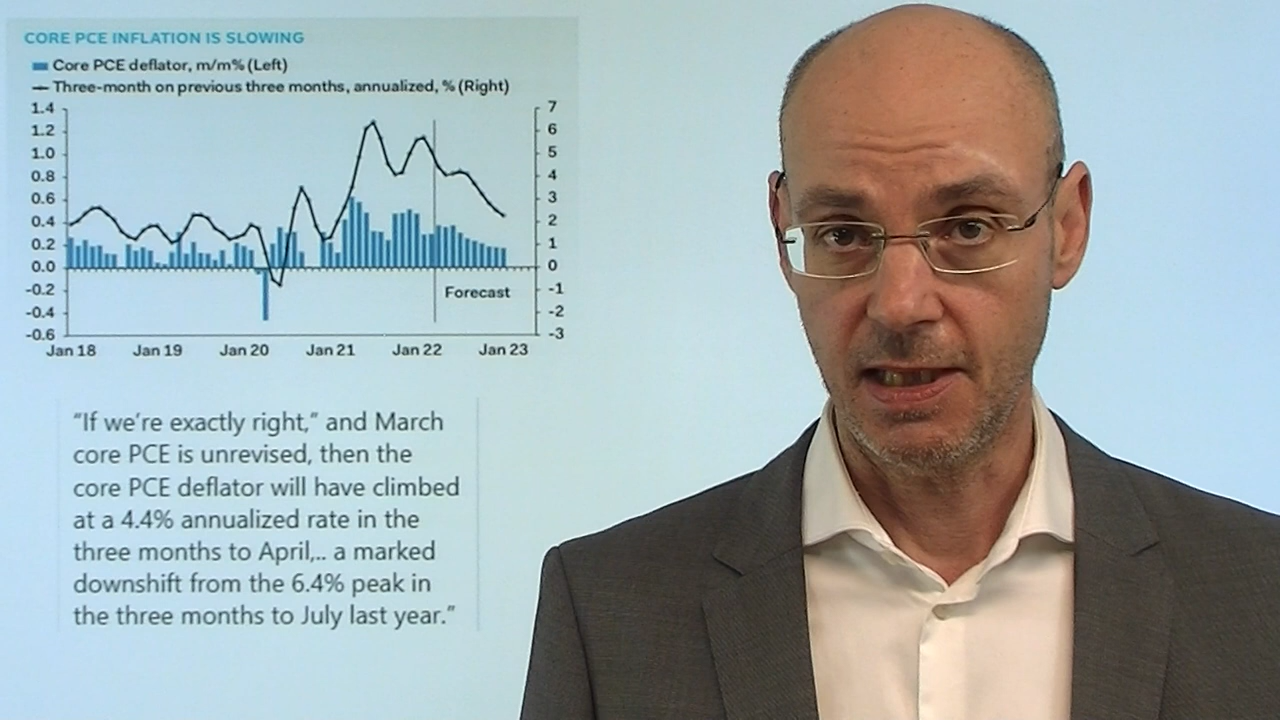 CORE PCE INFLATION IS SLOWING
Core PCE deflator, m/m% (Left)
Three-month on previous three months, annualized, % (Right)
1.4 7
1.2 6
1.0 5
0.8 4
0.6 3
0.4 2
0.2 1
0.0 0
-0.2 Forecast -1
-0.4 -2
-0.6 -3
Jan 18 Jan 19 Jan 20 Jan 21 Jan 22 Jan 23
“If we’re exactly right,” and March
core PCE is unrevised, then the
core PCE deflator will have climbed
at a 4.4% annualized rate in the
three months to April,.. a marked
downshift from the 6.4% peak in
the three months to July last year.”